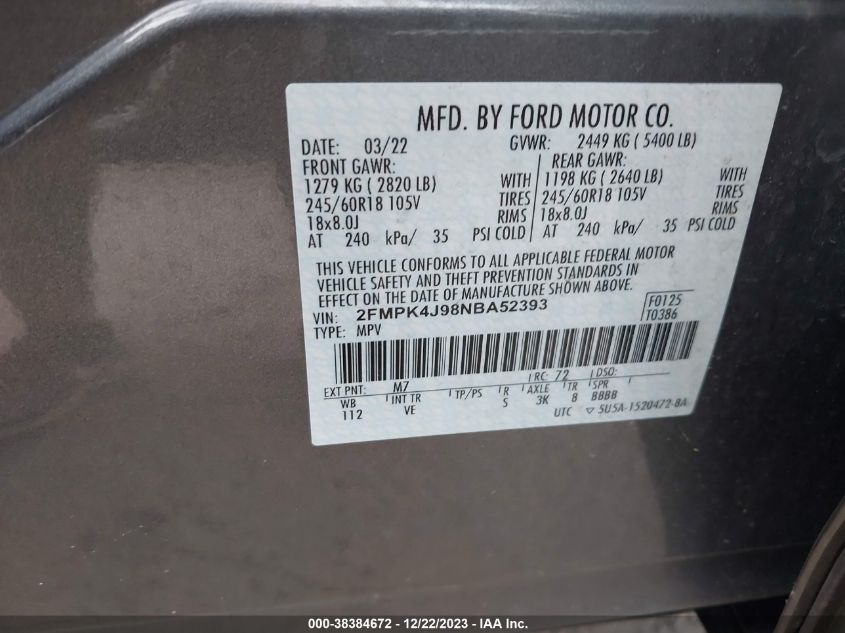 MFD. BY FORD MOTOR CO.
DATE: 03/22 GVWR: 2449 KG ( 5400 LB)
FRONT GAWR: REAR GAWR:
1279 KG ( 2820 LB) WITH 1198 KG ( 2640 LB) WITH
245/60R18 105V TIRES 245/60R18 105V TIRES
18x8.0J RIMS 18x8.0J RIMS
AT 240 kPa/ 35 PSI COLD AT 240 kPa/ 35 PSI COLD
THIS VEHICLE CONFORMS TO ALL APPLICABLE FEDERAL MOTOR
VEHICLE SAFETY AND THEFT PREVENTION STANDARDS IN
EFFECT ON THE DATE OF MANUFACTURE SHOWN ABOVE.
VIN: 2FMPK4J98NBA52393 F0125
TYPE: MPV T0386
EXT PNT: M7 RC: 72 DSO:
WB INT TR TP/PS R AXLE TR SPR
112 VE S 3K 8 BBBB
UTC ▽ 5U5A-1520472-BA
000-38384672 - 12/22/2023 - IAA Inc.